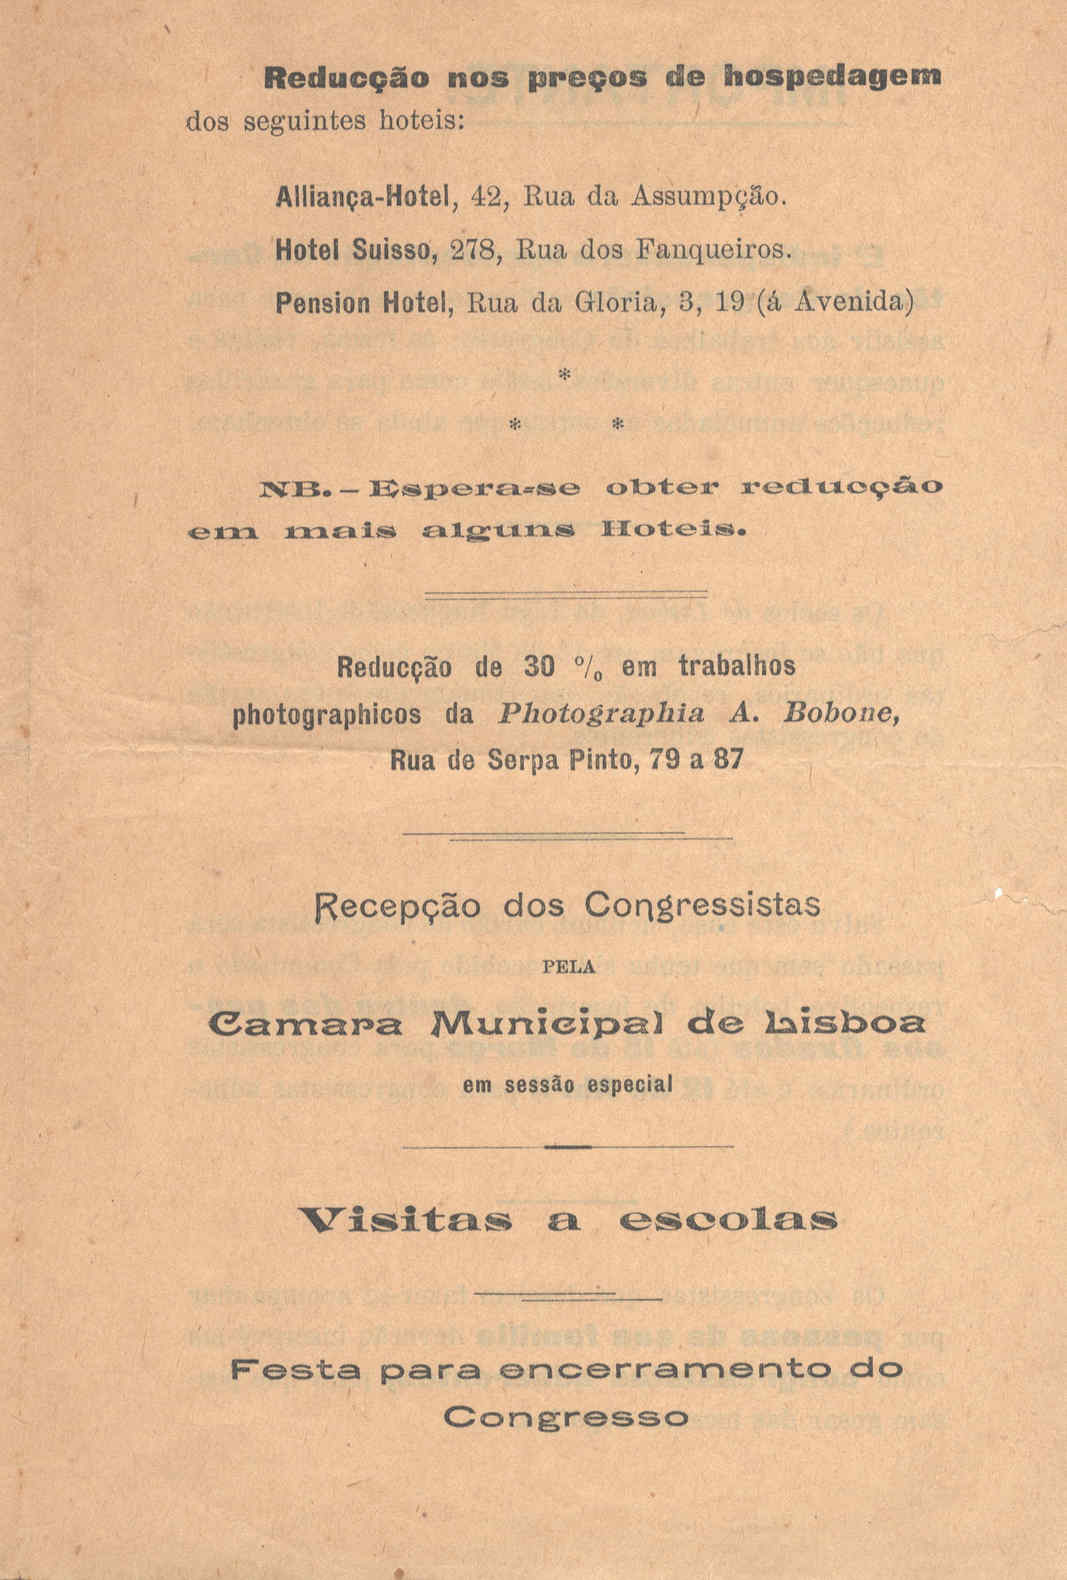 Reducção nos preços de hospedagem
dos seguintes hoteis:
Alliança-Hotel, 42, Rua da Assumpção.
Hotel Suisso, 278, Rua dos Fanqueiros.
Pension Hotel, Rua da Gloria, 3, 19 (á Avenida)
*
* *
NB. – Espera-se obter reducção
em mais alguns Hoteis.
Reducção de 30 % em trabalhos
photographicos da Photographia A. Bobone,
Rua de Serpa Pinto, 79 a 87
Recepção dos Congressistas
PELA
Camara Municipal de Lisboa
em sessão especial
Visitas a escolas
Festa para encerramento do
Congresso